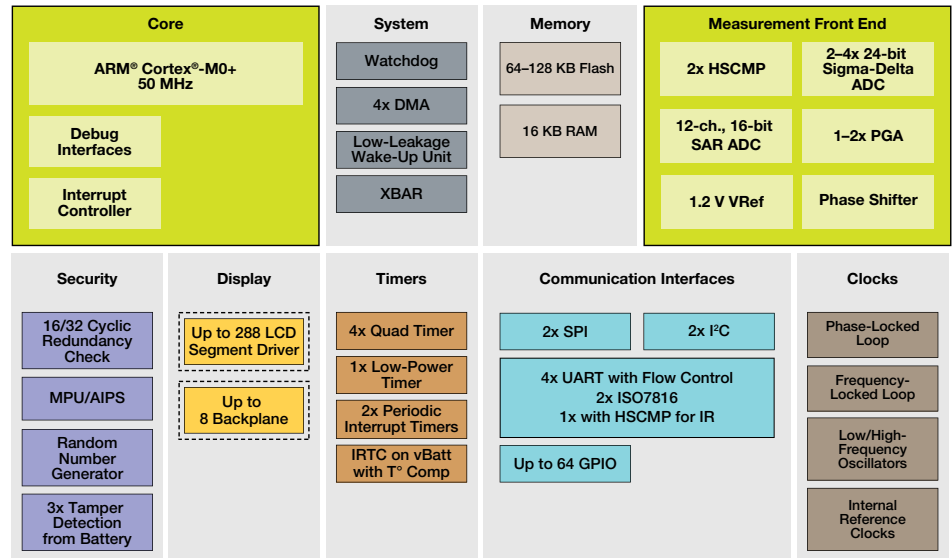 Core
ARM® Cortex®-M0+
50 MHz
Debug
Interfaces
Interrupt
Controller
System
Watchdog
4x DMA
Low-Leakage
Wake-Up Unit
XBAR
Memory
64–128 KB Flash
16 KB RAM
Measurement Front End
2x HSCMP
2–4x 24-bit
Sigma-Delta
ADC
12-ch., 16-bit
SAR ADC
1–2x PGA
1.2 V VRef
Phase Shifter
Security
16/32 Cyclic
Redundancy
Check
MPU/AIPS
Random
Number
Generator
3x Tamper
Detection
from Battery
Display
Up to 288 LCD
Segment Driver
Up to
8 Backplane
Timers
4x Quad Timer
1x Low-Power
Timer
2x Periodic
Interrupt Timers
IRTC on vBatt
with T° Comp
Communication Interfaces
2x SPI
2x I²C
4x UART with Flow Control
2x ISO7816
1x with HSCMP for IR
Up to 64 GPIO
Clocks
Phase-Locked
Loop
Frequency-
Locked Loop
Low/High-
Frequency
Oscillators
Internal
Reference
Clocks